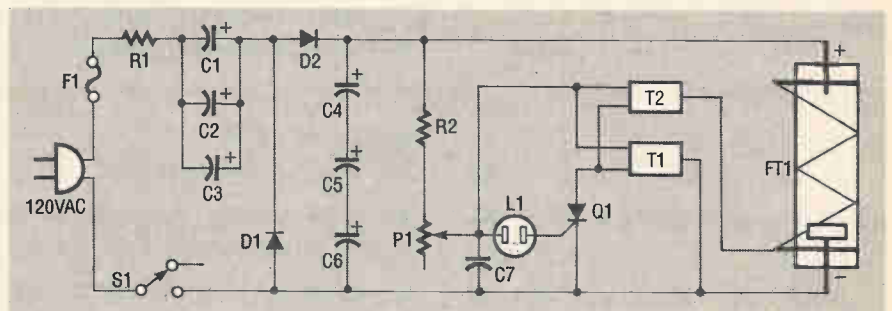 F1
R1
C1
+
C2
+
C3
+
D2
D1
C4
+
C5
+
C6
+
R2
P1
L1
C7
Q1
T2
T1
FT1
+
-
120VAC
S1